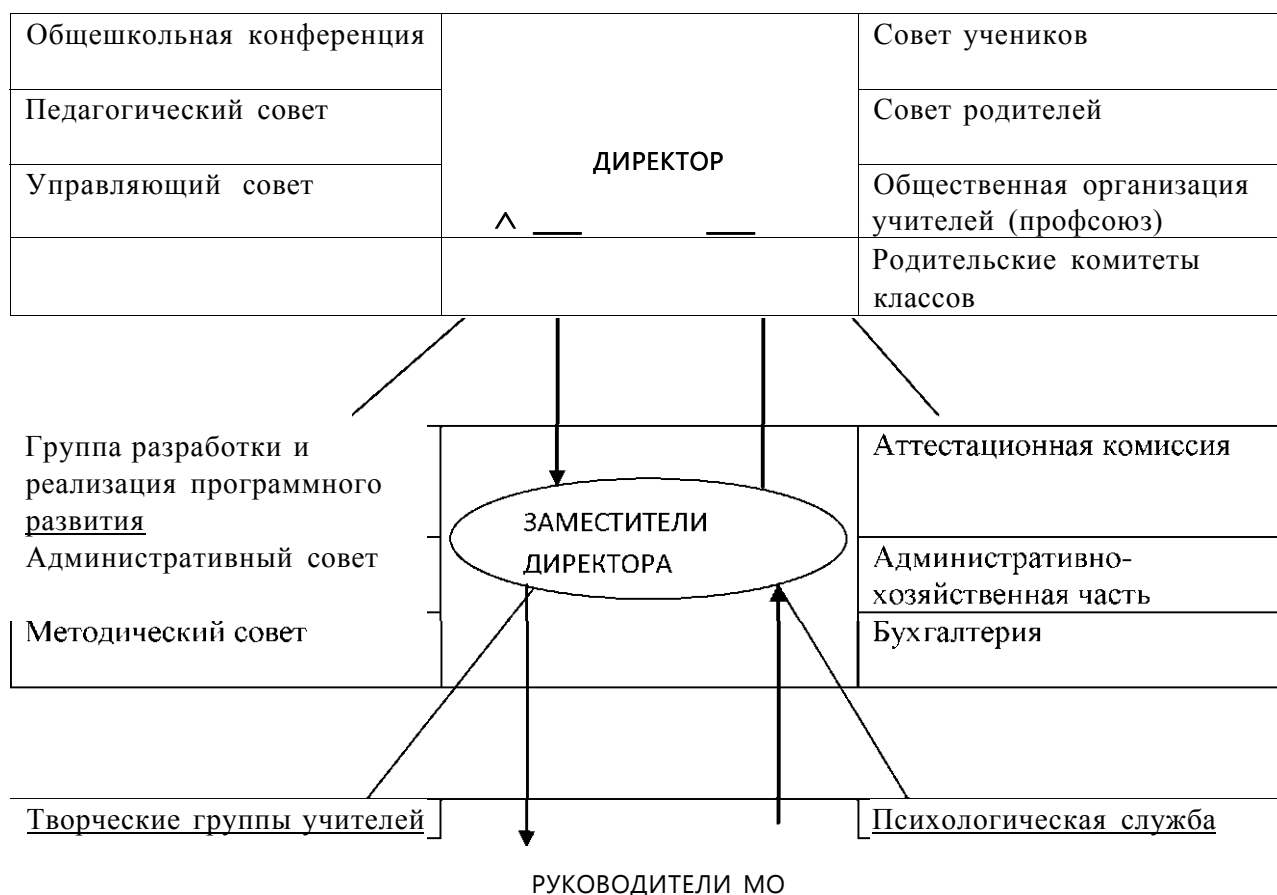 Общешкольная конференция
Совет учеников
Педагогический совет
Совет родителей
ДИРЕКТОР
Управляющий совет
Общественная организация
учителей (профсоюз)
^ ___ ___
Родительские комитеты
классов
Группа разработки и
реализация программного
развития
Аттестационная комиссия
ЗАМЕСТИТЕЛИ
ДИРЕКТОРА
Административный совет
Административно-
хозяйственная часть
Методический совет
Бухгалтерия
Творческие группы учителей
Психологическая служба
РУКОВОДИТЕЛИ МО